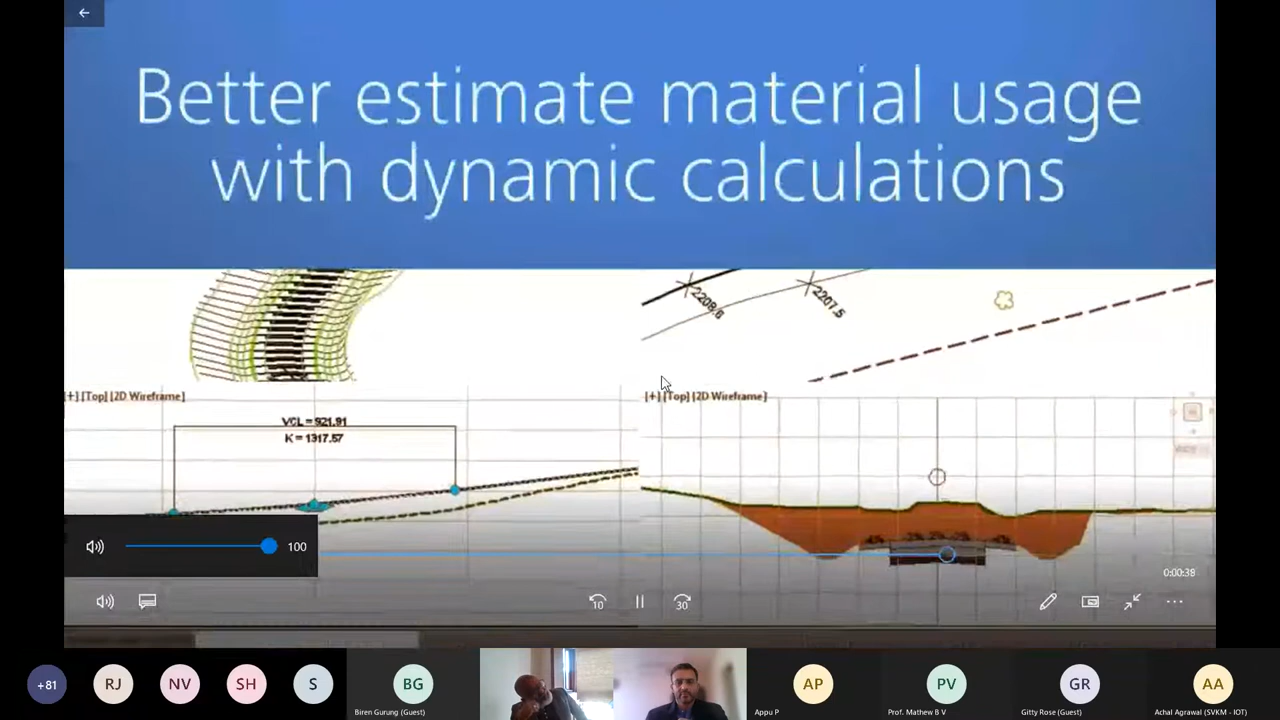 Better estimate material usage
with dynamic calculations
2208.6
2207.5
[+] [Top] [2D Wireframe]
[+] [Top] [2D Wireframe]
VCL = 921.91
K = 1317.57
100
0:00:38
10
30
+81
RJ
NV
SH
S
BG
AP
PV
GR
AA
Biren Gurung (Guest)
Appu P
Prof. Mathew B V
Gitty Rose (Guest)
Achal Agrawal (SVKM - IOT)